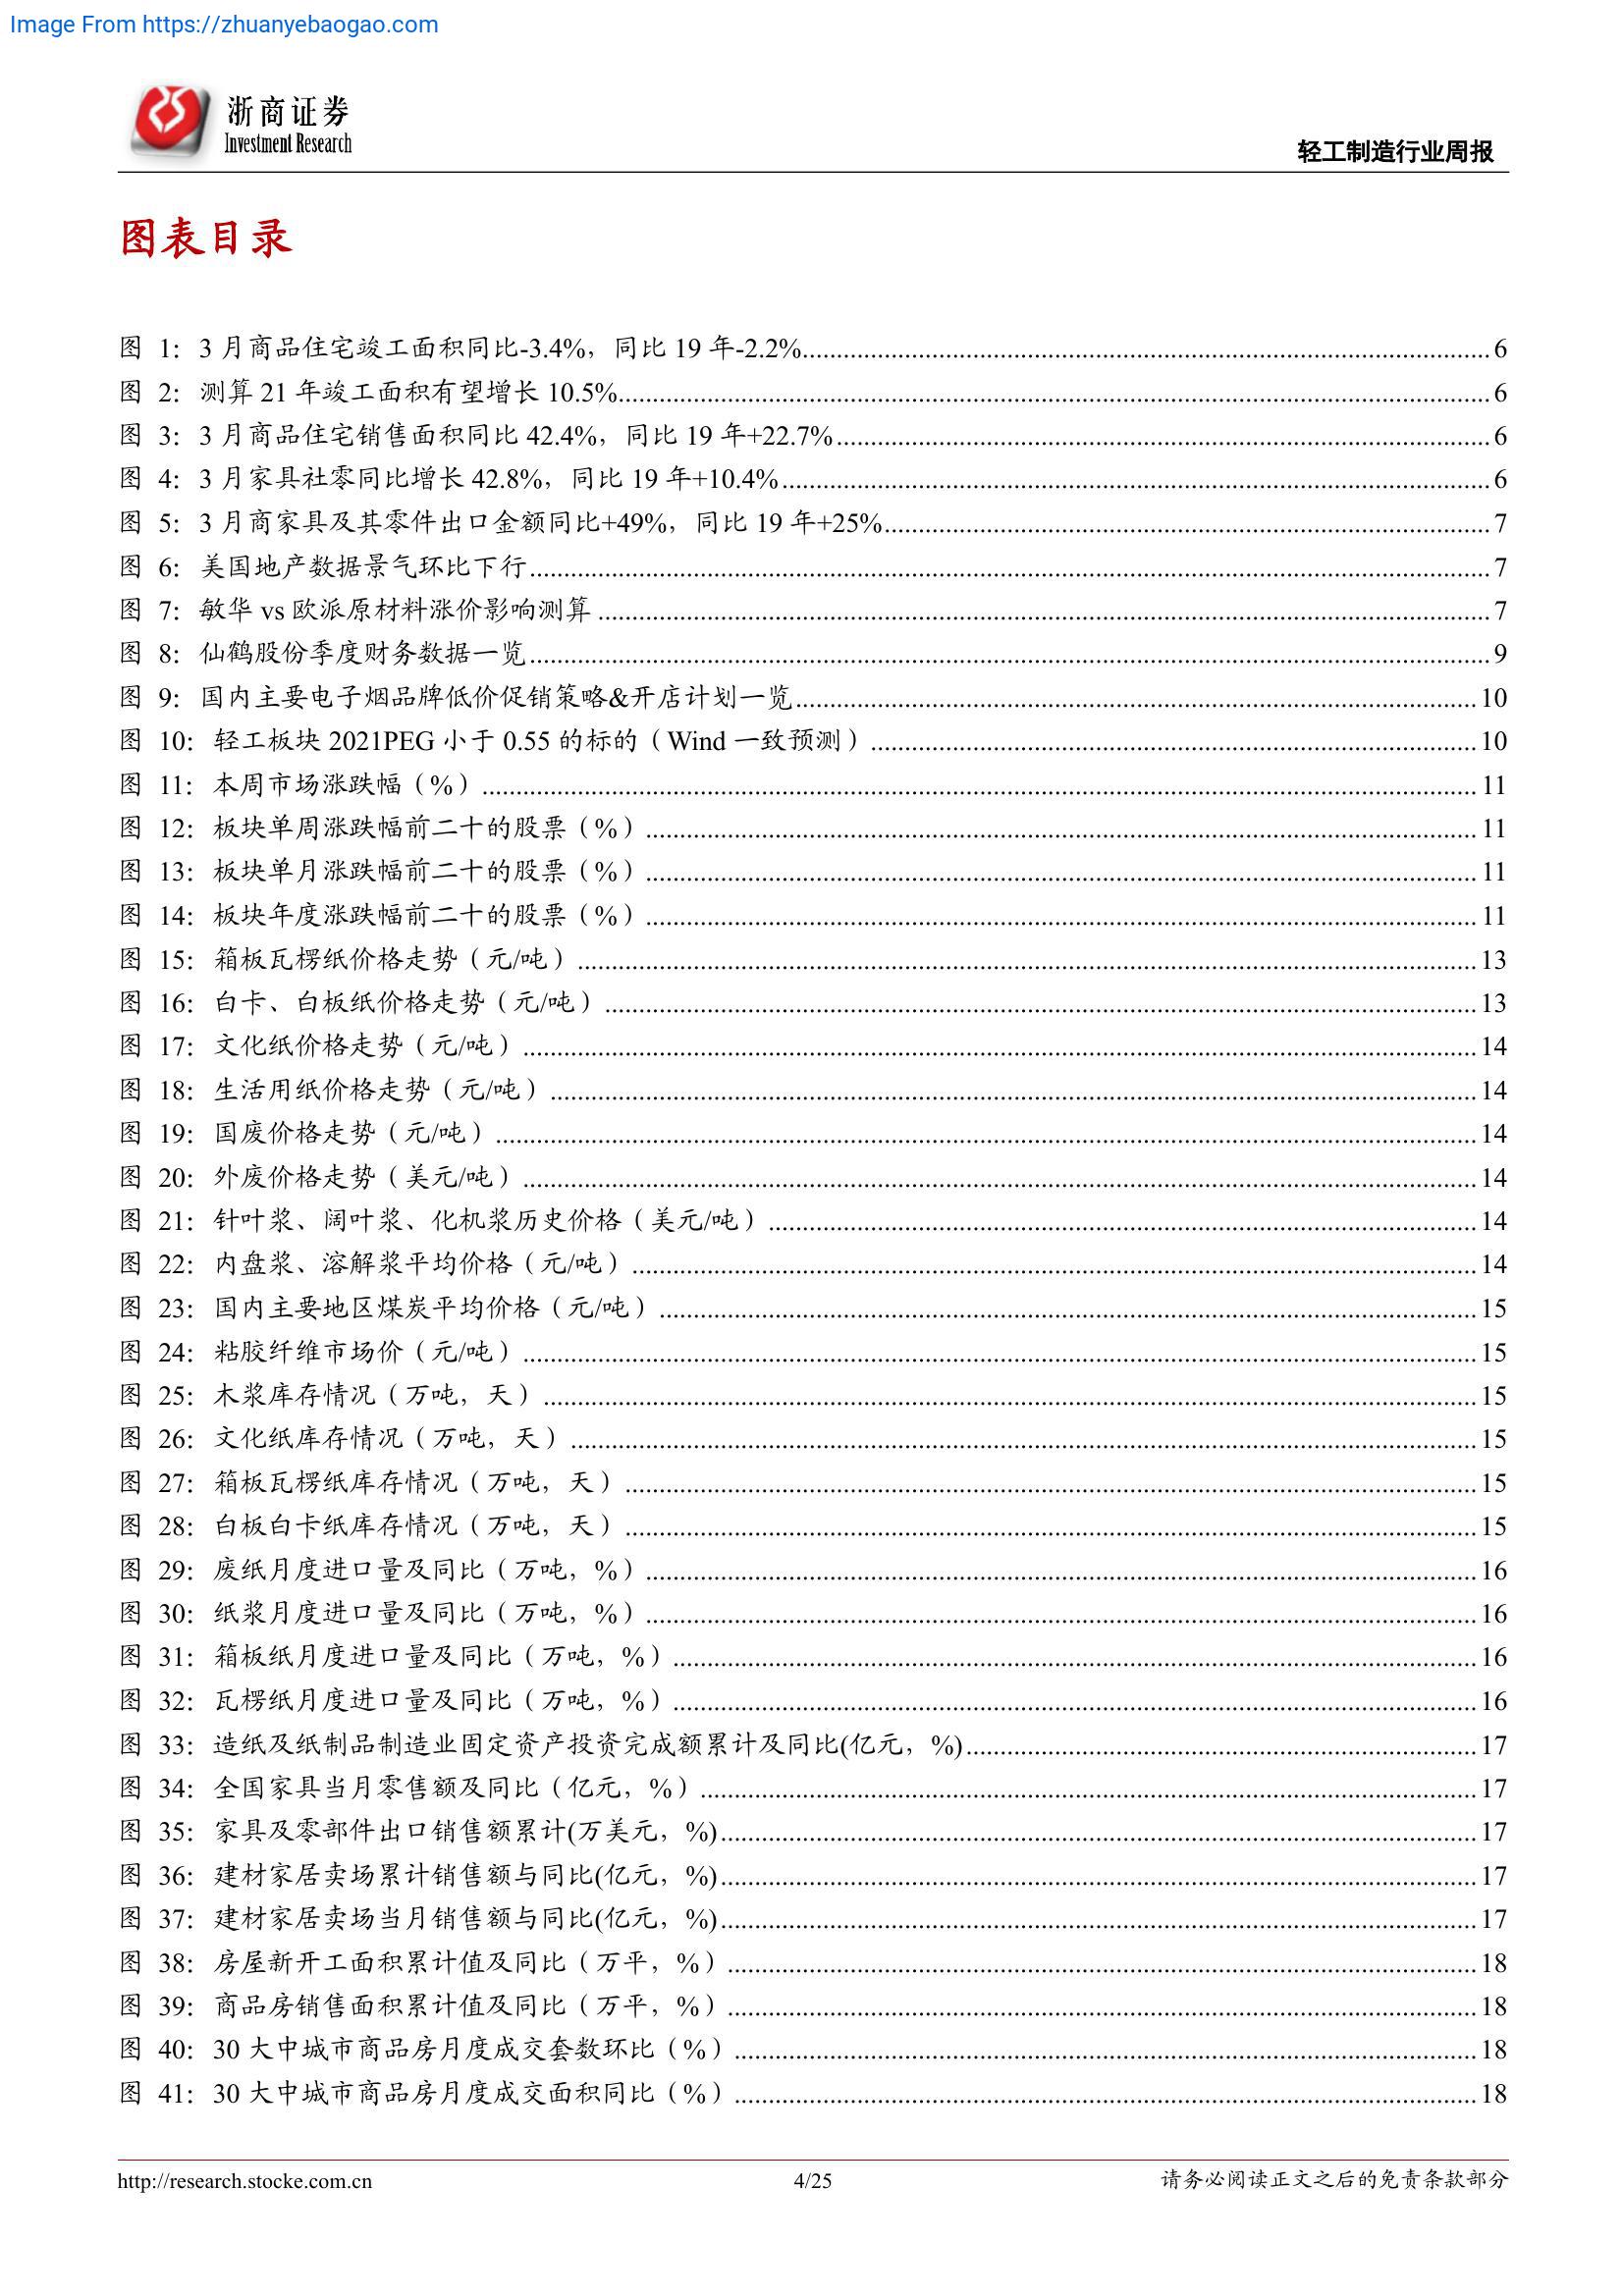 Image From https://zhuanyebaogao.com
浙商证券
Investment Research
轻工制造行业周报
图表目录
图 1：3 月商品住宅竣工面积同比-3.4%，同比 19 年-2.2%........6
图 2：测算 21 年竣工面积有望增长 10.5%........6
图 3：3 月商品住宅销售面积同比 42.4%，同比 19 年+22.7%........6
图 4：3 月家具社零同比增长 42.8%，同比 19 年+10.4%........6
图 5：3 月商家具及其零件出口金额同比+49%，同比 19 年+25%........7
图 6：美国地产数据景气环比下行........7
图 7：敏华 vs 欧派原材料涨价影响测算........7
图 8：仙鹤股份季度财务数据一览........9
图 9：国内主要电子烟品牌低价促销策略&开店计划一览........10
图 10：轻工板块 2021PEG 小于 0.55 的标的（Wind 一致预测）........10
图 11：本周市场涨跌幅（%）........11
图 12：板块单周涨跌幅前二十的股票（%）........11
图 13：板块单月涨跌幅前二十的股票（%）........11
图 14：板块年度涨跌幅前二十的股票（%）........11
图 15：箱板瓦楞纸价格走势（元/吨）........13
图 16：白卡、白板纸价格走势（元/吨）........13
图 17：文化纸价格走势（元/吨）........14
图 18：生活用纸价格走势（元/吨）........14
图 19：国废价格走势（元/吨）........14
图 20：外废价格走势（美元/吨）........14
图 21：针叶浆、阔叶浆、化机浆历史价格（美元/吨）........14
图 22：内盘浆、溶解浆平均价格（元/吨）........14
图 23：国内主要地区煤炭平均价格（元/吨）........15
图 24：粘胶纤维市场价（元/吨）........15
图 25：木浆库存情况（万吨，天）........15
图 26：文化纸库存情况（万吨，天）........15
图 27：箱板瓦楞纸库存情况（万吨，天）........15
图 28：白板白卡纸库存情况（万吨，天）........15
图 29：废纸月度进口量及同比（万吨，%）........16
图 30：纸浆月度进口量及同比（万吨，%）........16
图 31：箱板纸月度进口量及同比（万吨，%）........16
图 32：瓦楞纸月度进口量及同比（万吨，%）........16
图 33：造纸及纸制品制造业固定资产投资完成额累计及同比(亿元，%)........17
图 34：全国家具当月零售额及同比（亿元，%）........17
图 35：家具及零部件出口销售额累计(万美元，%)........17
图 36：建材家居卖场累计销售额与同比(亿元，%)........17
图 37：建材家居卖场当月销售额与同比(亿元，%)........17
图 38：房屋新开工面积累计值及同比（万平，%）........18
图 39：商品房销售面积累计值及同比（万平，%）........18
图 40：30 大中城市商品房月度成交套数环比（%）........18
图 41：30 大中城市商品房月度成交面积同比（%）........18
http://research.stocke.com.cn
4/25
请务必阅读正文之后的免责条款部分